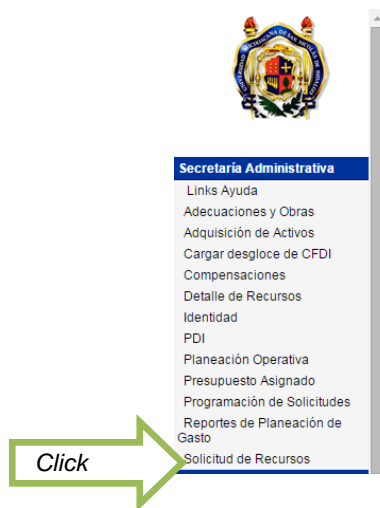 Secretaría Administrativa
Links Ayuda
Adecuaciones y Obras
Adquisición de Activos
Cargar desgloce de CFDI
Compensaciones
Detalle de Recursos
Identidad
PDI
Planeación Operativa
Presupuesto Asignado
Programación de Solicitudes
Reportes de Planeación de
Gasto
Click
Solicitud de Recursos